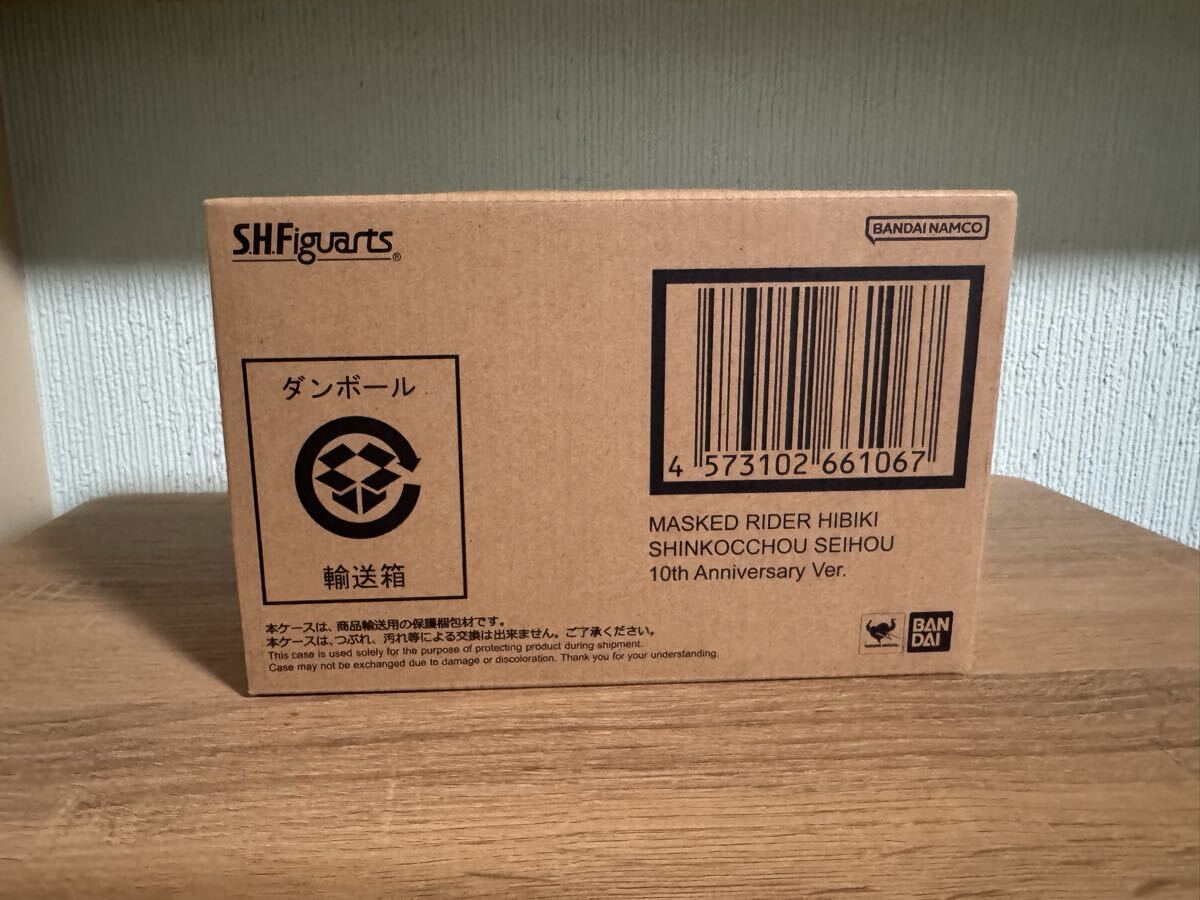 S.H.Figuarts®
BANDAI NAMCO
ダンボール
輸送箱
4 573102 661067
MASKED RIDER HIBIKI
SHINKOCCHOU SEIHOU
10th Anniversary Ver.
本ケースは、商品輸送用の保護梱包材です。
本ケースは、つぶれ、汚れ等による交換は出来ません。ご了承ください。
This case is used solely for the purpose of protecting product during shipment.
Case may not be exchanged due to damage or discoloration. Thank you for your understanding.
BAN
DAI